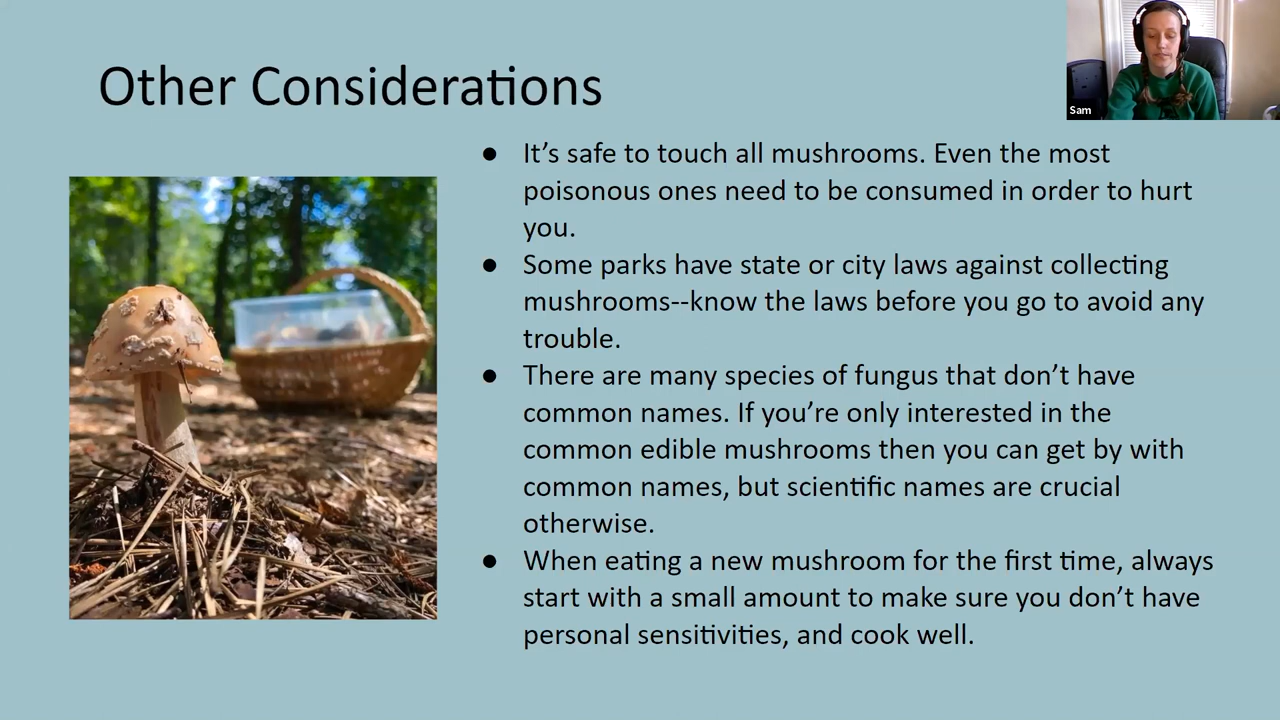 Other Considerations
Sam
● It’s safe to touch all mushrooms. Even the most
poisonous ones need to be consumed in order to hurt
you.
● Some parks have state or city laws against collecting
mushrooms--know the laws before you go to avoid any
trouble.
● There are many species of fungus that don’t have
common names. If you’re only interested in the
common edible mushrooms then you can get by with
common names, but scientific names are crucial
otherwise.
● When eating a new mushroom for the first time, always
start with a small amount to make sure you don’t have
personal sensitivities, and cook well.